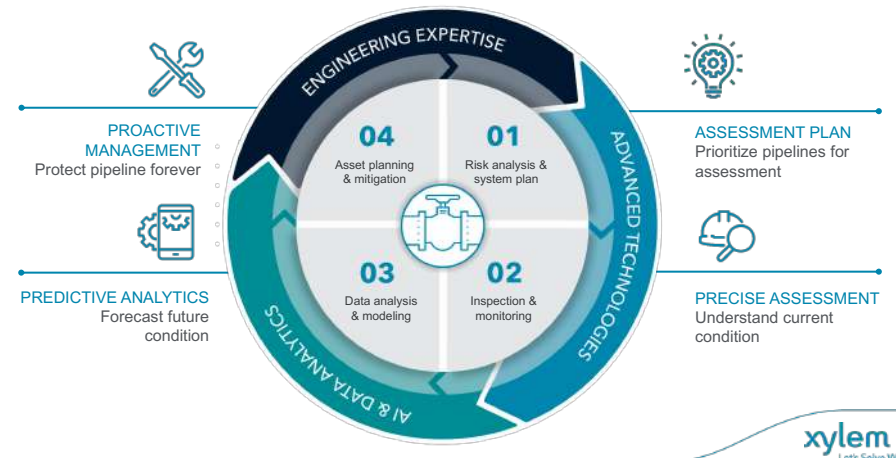 ENGINEERING EXPERTISE
ADVANCED TECHNOLOGIES
AI & DATA ANALYTICS
PROACTIVE
MANAGEMENT
Protect pipeline forever
PREDICTIVE ANALYTICS
Forecast future
condition
04
Asset planning
& mitigation
01
Risk analysis &
system plan
03
Data analysis
& modeling
02
Inspection &
monitoring
ASSESSMENT PLAN
Prioritize pipelines for
assessment
PRECISE ASSESSMENT
Understand current
condition
xylem
Let's Solve